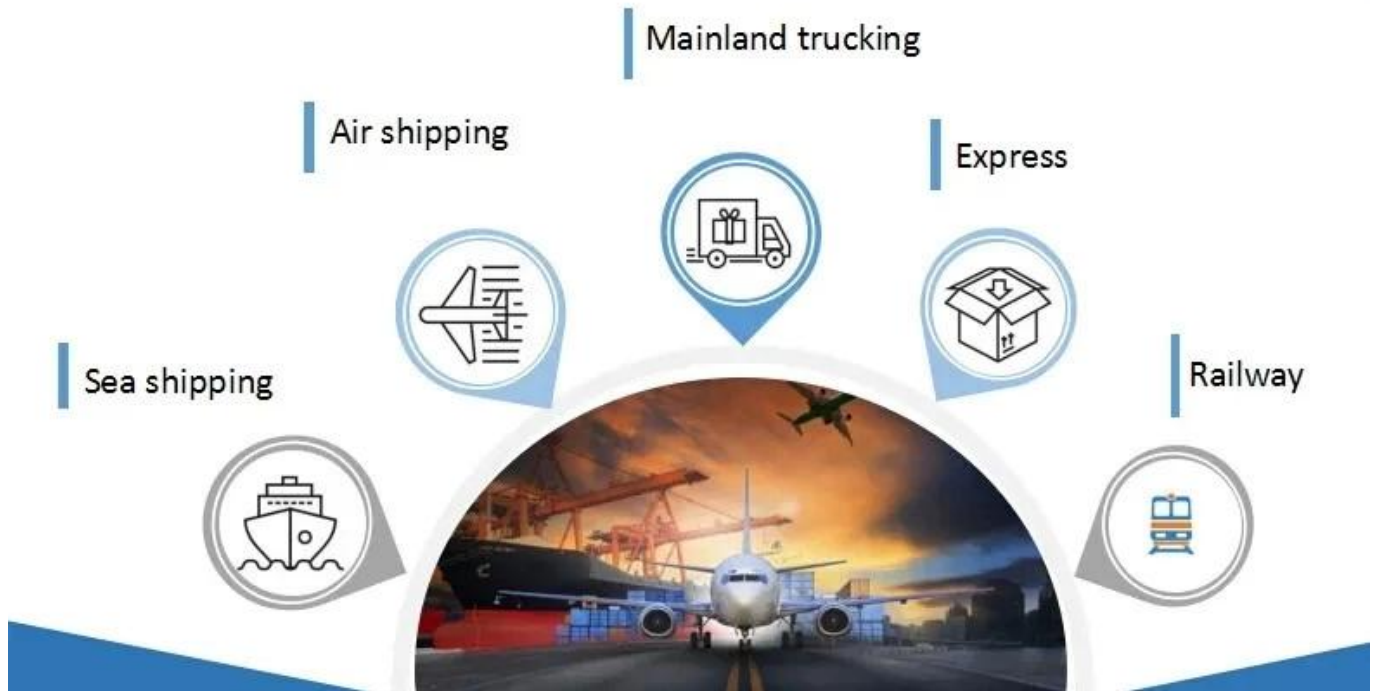 Mainland trucking
Air shipping
Express
Sea shipping
Railway